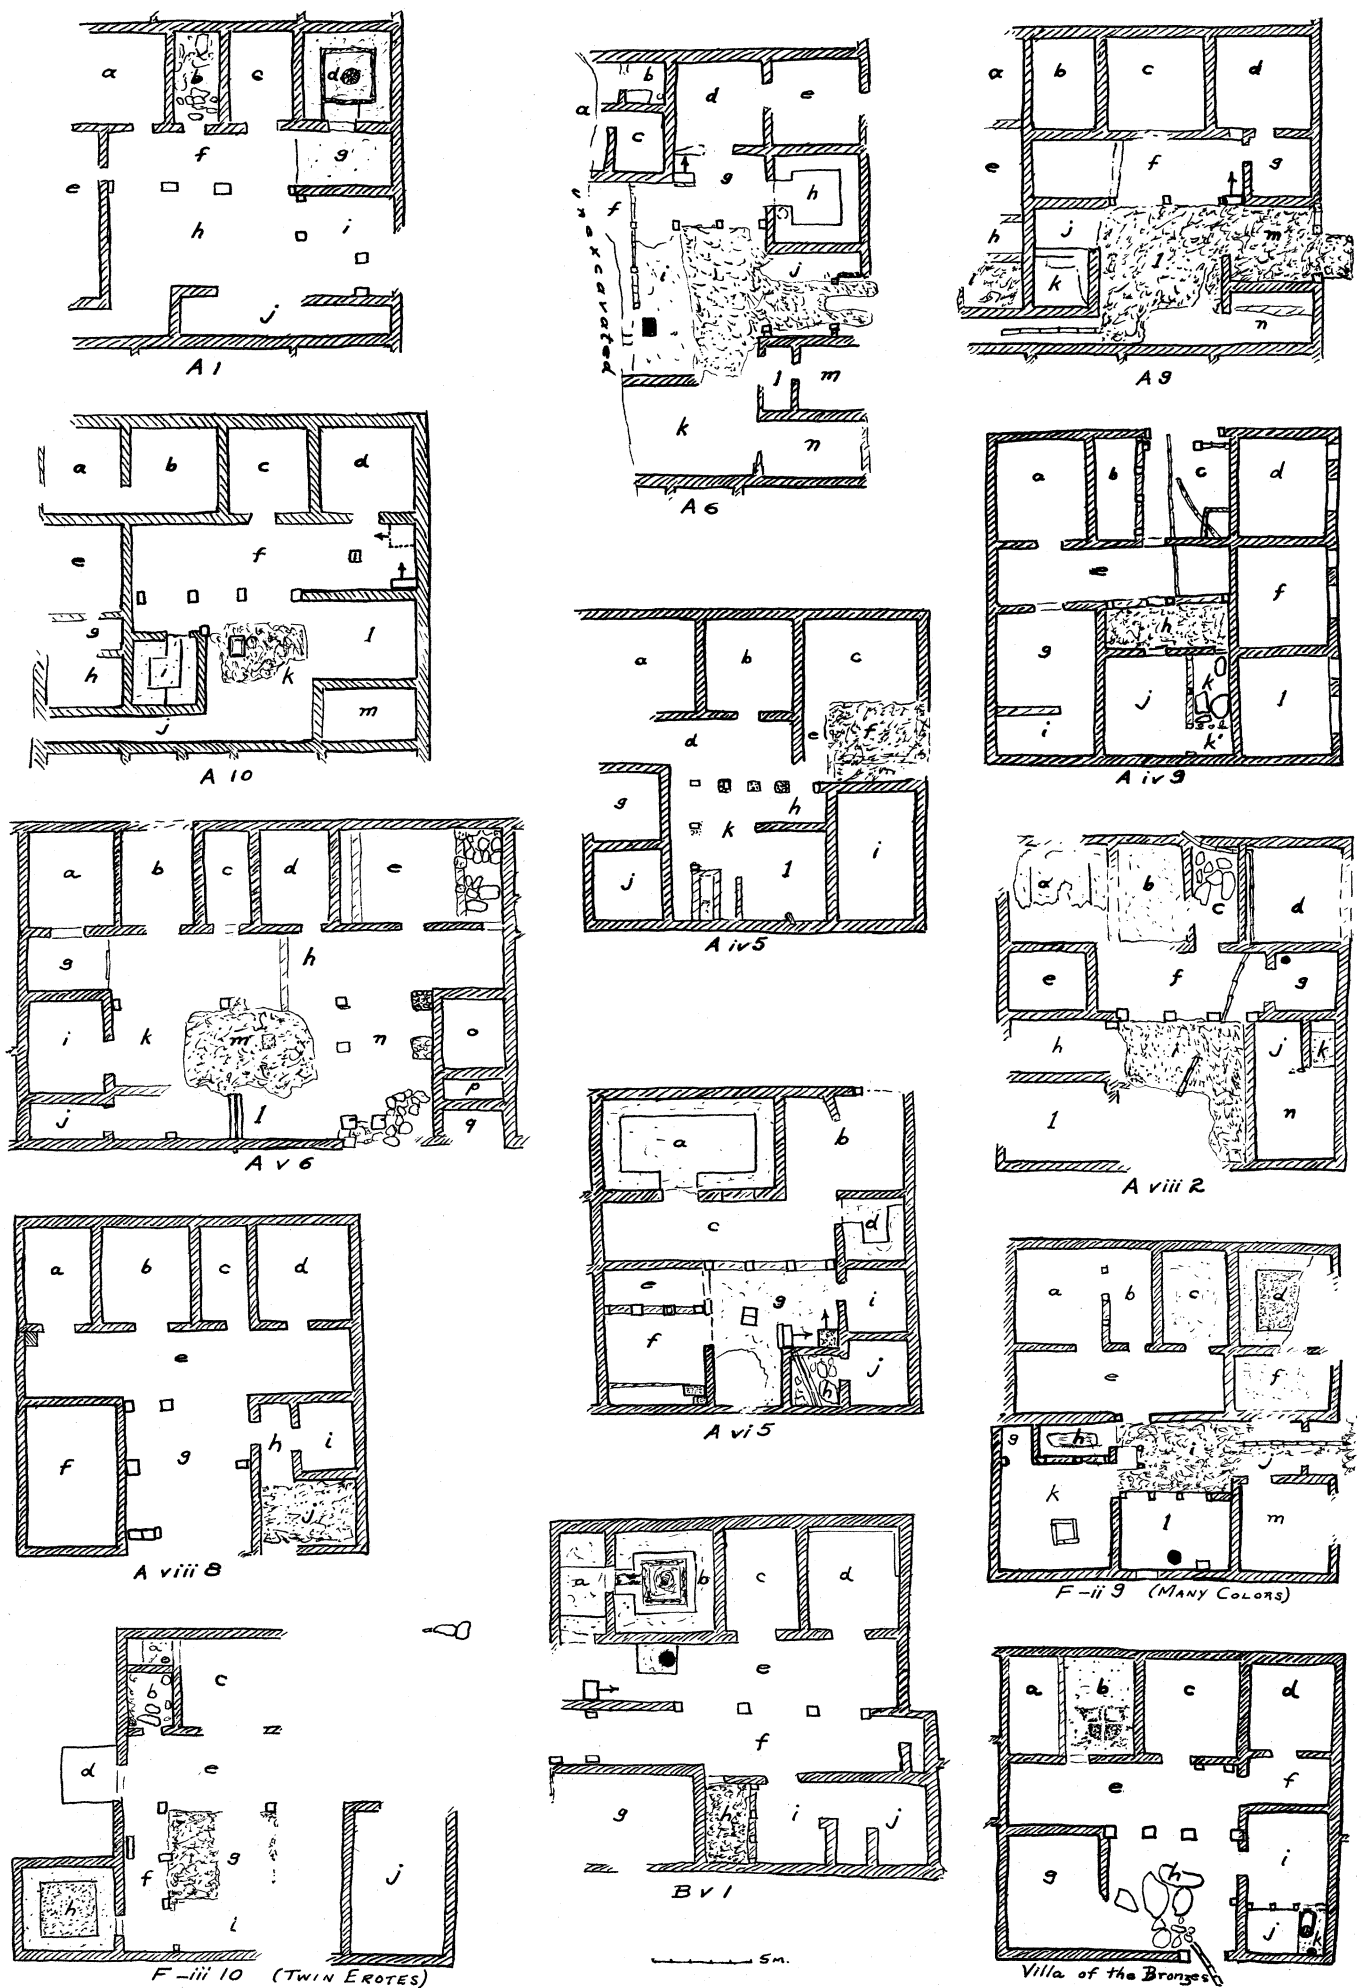 a b c d
f g
e
h i
j
A 1
b
d e
a
c
g
h
f
unexcavated
i i j
l m
k
n
A 6
a b c d
e f g
j
h m
l
i k
n
A 9
a b c d
e f
g
l
h i k
j m
A 10
a b c d
e f
h
g
j k l
i k'
A iv 9
a b c
d e f
g h
k
j l i
A iv 5
a b c d e
g h
i k m n o
p
j l q
A v 6
a b c d
e f g
h i j k
l n
A viii 2
a b
c d
e g i
f
h j
A vi 5
a b c d
e
f g h i
j
A viii 8
a b c d
e f
g h i j
k l m
F-ii 9 (MANY COLORS)
a b c d
e
f
g h i j
B v 1
a
c
b
d e
g
f j
h i
F-iii 10 (TWIN EROTES)
a b c d
e f
g h i
j k
Villa of the Bronzes
5 m.